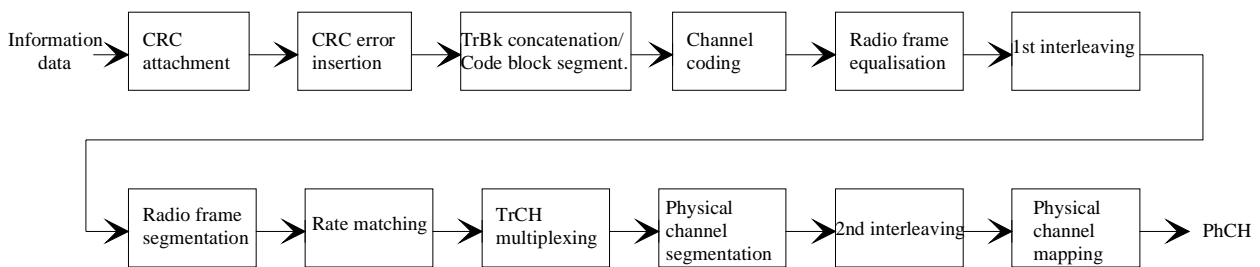 Information
data
CRC
attachment
CRC error
insertion
TrBk concatenation/
Code block segment.
Channel
coding
Radio frame
equalisation
1st interleaving
Radio frame
segmentation
Rate matching
TrCH
multiplexing
Physical
channel
segmentation
2nd interleaving
Physical
channel
mapping
PhCH